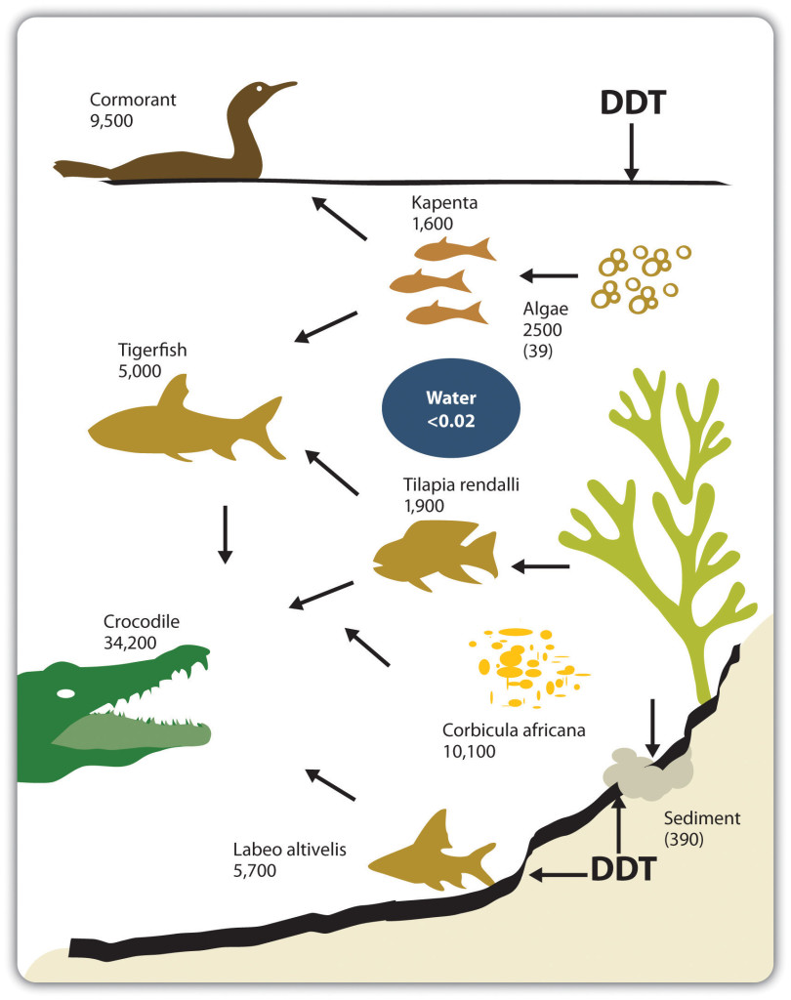 Cormorant
9,500
DDT
Kapenta
1,600
Algae
2500
(39)
Tigerfish
5,000
Water
<0.02
Tilapia rendalli
1,900
Crocodile
34,200
Corbicula africana
10,100
Sediment
(390)
Labeo altivelis
5,700
DDT